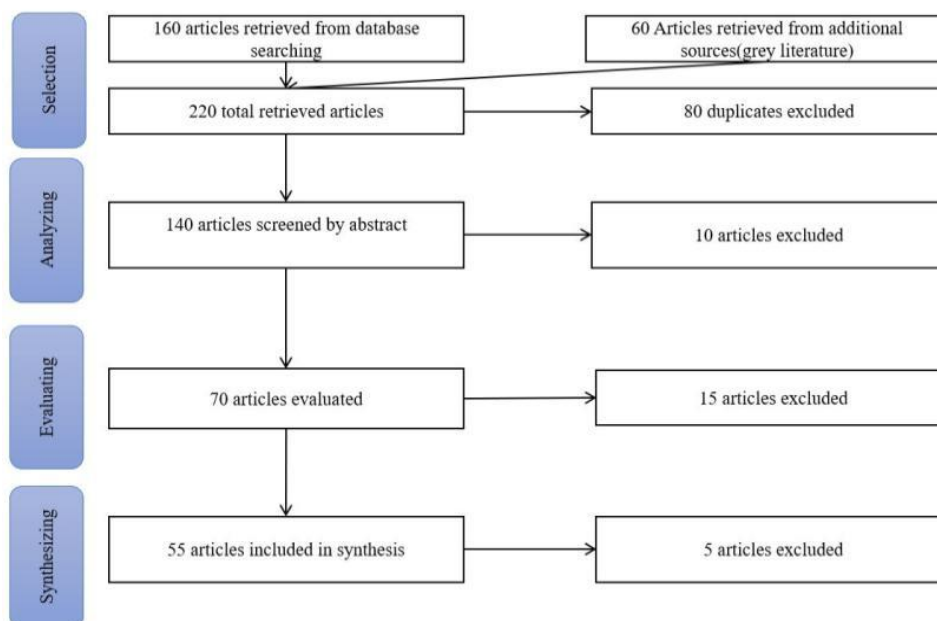 Selection
160 articles retrieved from database
searching
60 Articles retrieved from additional
sources(grey literature)
220 total retrieved articles
80 duplicates excluded
Analyzing
140 articles screened by abstract
10 articles excluded
Evaluating
70 articles evaluated
15 articles excluded
Synthesizing
55 articles included in synthesis
5 articles excluded